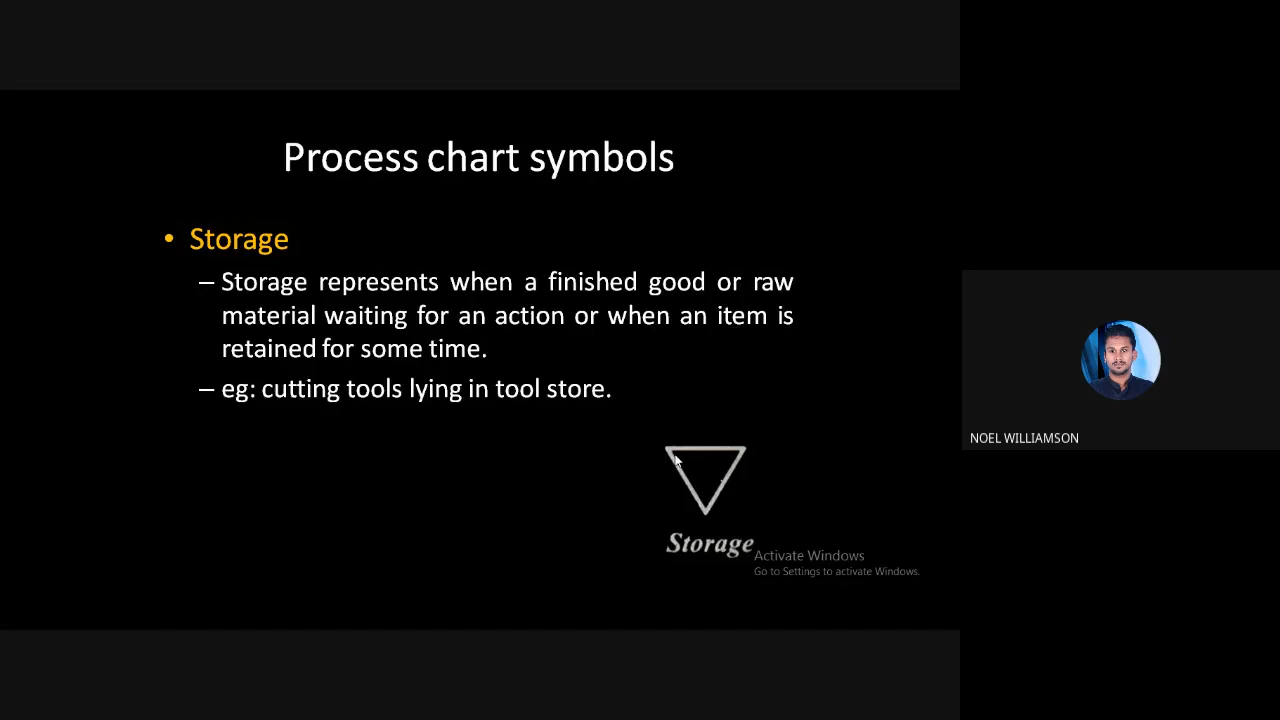 Process chart symbols
• Storage
– Storage represents when a finished good or raw
material waiting for an action or when an item is
retained for some time.
– eg: cutting tools lying in tool store.
Storage
Activate Windows
Go to Settings to activate Windows.
NOEL WILLIAMSON